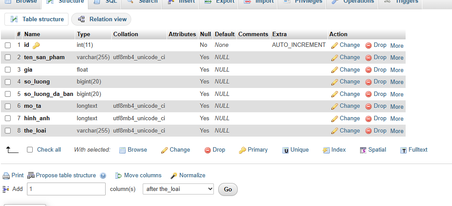 Browse Structure SQL Search Insert Export Import Privileges Operations Triggers
Table structure Relation view
# Name Type Collation Attributes Null Default Comments Extra Action
1 id int(11) No None AUTO_INCREMENT Change Drop More
2 ten_san_pham varchar(255) utf8mb4_unicode_ci Yes NULL Change Drop More
3 gia float Yes NULL Change Drop More
4 so_luong bigint(20) Yes NULL Change Drop More
5 so_luong_da_ban bigint(20) Yes NULL Change Drop More
6 mo_ta longtext utf8mb4_unicode_ci Yes NULL Change Drop More
7 hinh_anh longtext utf8mb4_unicode_ci Yes NULL Change Drop More
8 the_loai varchar(255) utf8mb4_unicode_ci Yes NULL Change Drop More
Check all With selected: Browse Change Drop Primary Unique Index Spatial Fulltext
Print Propose table structure Move columns Normalize
Add 1 column(s) after the_loai Go